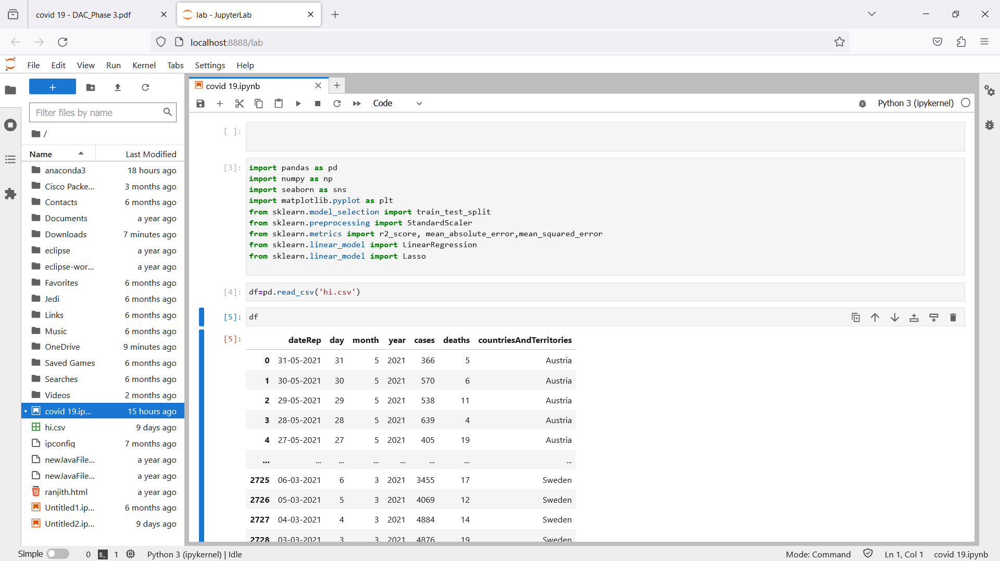 covid 19 - DAC_Phase 3.pdf
lab - JupyterLab
localhost:8888/lab
File Edit View Run Kernel Tabs Settings Help
Filter files by name
/
Name Last Modified
anaconda3 18 hours ago
Cisco Packe... 3 months ago
Contacts 6 months ago
Documents a year ago
Downloads 7 minutes ago
eclipse a year ago
eclipse-wor... a year ago
Favorites 6 months ago
Jedi 6 months ago
Links 6 months ago
Music 6 months ago
OneDrive 9 minutes ago
Saved Games 6 months ago
Searches 6 months ago
Videos 2 months ago
covid 19.ip... 15 hours ago
hi.csv 9 days ago
ipconfig 7 months ago
newJavaFile... a year ago
newJavaFile... a year ago
ranjith.html a year ago
Untitled1.ip... 6 months ago
Untitled2.ip... 9 days ago
covid 19.ipynb
Code
Python 3 (ipykernel)
[ ]:
[3]: import pandas as pd
import numpy as np
import seaborn as sns
import matplotlib.pyplot as plt
from sklearn.model_selection import train_test_split
from sklearn.preprocessing import StandardScaler
from sklearn.metrics import r2_score, mean_absolute_error,mean_squared_error
from sklearn.linear_model import LinearRegression
from sklearn.linear_model import Lasso
[4]: df=pd.read_csv('hi.csv')
[5]: df
[5]: dateRep day month year cases deaths countriesAndTerritories
0 31-05-2021 31 5 2021 366 5 Austria
1 30-05-2021 30 5 2021 570 6 Austria
2 29-05-2021 29 5 2021 538 11 Austria
3 28-05-2021 28 5 2021 639 4 Austria
4 27-05-2021 27 5 2021 405 19 Austria
... ... ... ... ... ... ... ...
2725 06-03-2021 6 3 2021 3455 17 Sweden
2726 05-03-2021 5 3 2021 4069 12 Sweden
2727 04-03-2021 4 3 2021 4884 14 Sweden
2728 03-03-2021 3 3 2021 4876 19 Sweden
Simple 0 $_ 1 Python 3 (ipykernel) | Idle
Mode: Command Ln 1, Col 1 covid 19.ipynb